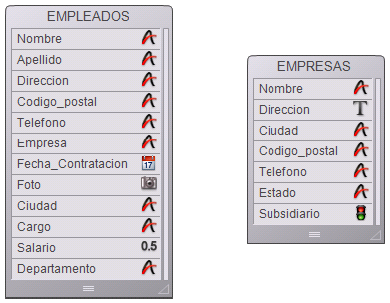 EMPLEADOS
Nombre
Apellido
Direccion
Codigo_postal
Telefono
Empresa
Fecha_Contratacion
17
Foto
Ciudad
Cargo
Salario 0.5
Departamento
EMPRESAS
Nombre
Direccion T
Ciudad
Codigo_postal
Telefono
Estado
Subsidiario